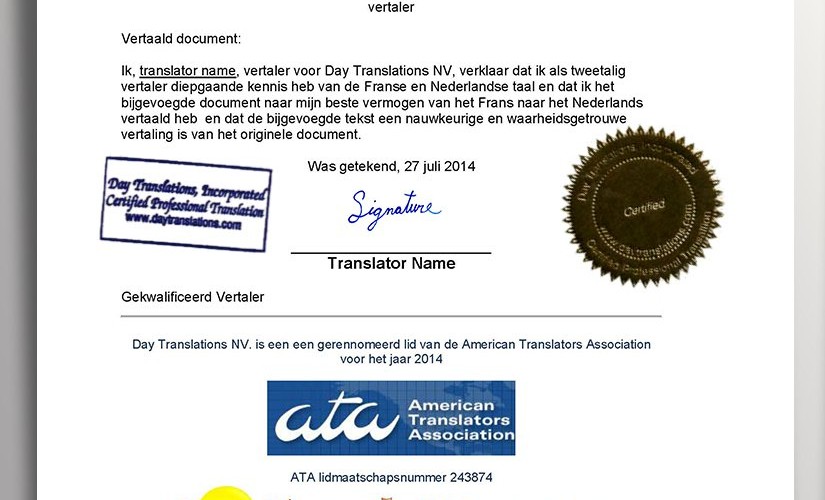 vertaler
Vertaald document:
Ik, translator name, vertaler voor Day Translations NV, verklaar dat ik als tweetalig
vertaler diepgaande kennis heb van de Franse en Nederlandse taal en dat ik het
bijgevoegde document naar mijn beste vermogen van het Frans naar het Nederlands
vertaald heb en dat de bijgevoegde tekst een nauwkeurige en waarheidsgetrouwe
vertaling is van het originele document.
Was getekend, 27 juli 2014
Day Translations, Incorporated
Certified Professional Translation
www.daytranslations.com
Signature
Day Translations, Incorporated
Certified
www.daytranslations.com
Certified Professional Translation
Translator Name
Gekwalificeerd Vertaler
Day Translations NV. is een een gerennomeerd lid van de American Translators Association
voor het jaar 2014
ata American
Translators
Association
ATA lidmaatschapsnummer 243874